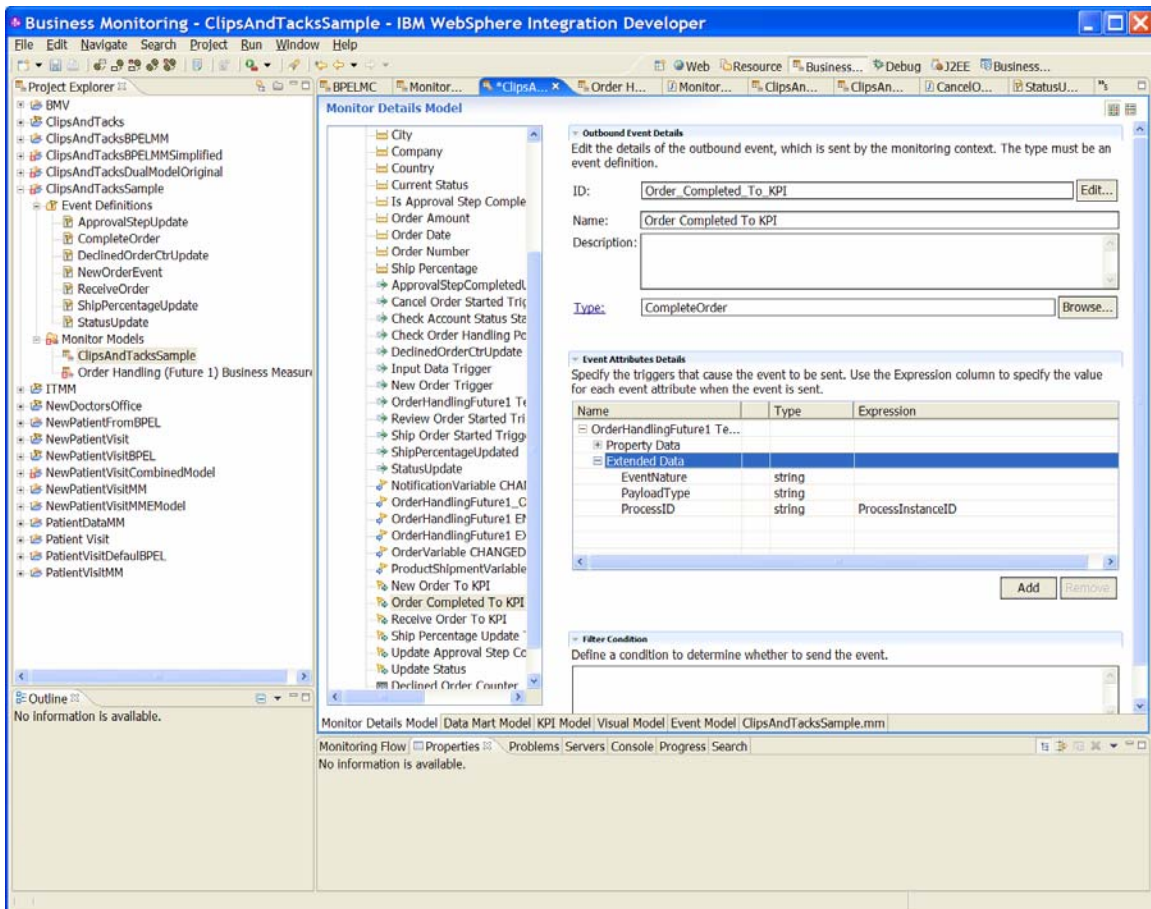 Business Monitoring - ClipsAndTacksSample - IBM WebSphere Integration Developer
File Edit Navigate Search Project Run Window Help
Web Resource Business... Debug J2EE Business...
Project Explorer
BMV
ClipsAndTacks
ClipsAndTacksBPELMM
ClipsAndTacksBPELMMSimplified
ClipsAndTacksDualModelOriginal
ClipsAndTacksSample
Event Definitions
ApprovalStepUpdate
CompleteOrder
DeclinedOrderCtrUpdate
NewOrderEvent
ReceiveOrder
ShipPercentageUpdate
StatusUpdate
Monitor Models
ClipsAndTacksSample
Order Handling (Future 1) Business Measur
ITMM
NewDoctorsOffice
NewPatientFromBPEL
NewPatientVisit
NewPatientVisitBPEL
NewPatientVisitCombinedModel
NewPatientVisitMM
NewPatientVisitMMEModel
PatientDataMM
Patient Visit
PatientVisitDefaulBPEL
PatientVisitMM
Outline
No information is available.
BPELMC Monitor... *ClipsA... Order H... Monitor... ClipsAn... ClipsAn... CancelO... StatusU...
Monitor Details Model
City
Company
Country
Current Status
Is Approval Step Comple
Order Amount
Order Date
Order Number
Ship Percentage
ApprovalStepCompletedU
Cancel Order Started Trig
Check Account Status Sta
Check Order Handling Po
DeclinedOrderCtrUpdate
Input Data Trigger
New Order Trigger
OrderHandlingFuture1 Te
Review Order Started Tri
Ship Order Started Trigg
ShipPercentageUpdated
StatusUpdate
NotificationVariable CHAN
OrderHandlingFuture1_C
OrderHandlingFuture1 EN
OrderHandlingFuture1 EX
OrderVariable CHANGED
ProductShipmentVariable
New Order To KPI
Order Completed To KPI
Receive Order To KPI
Ship Percentage Update
Update Approval Step Co
Update Status
Declined Order Counter
Outbound Event Details
Edit the details of the outbound event, which is sent by the monitoring context. The type must be an
event definition.
ID: Order_Completed_To_KPI Edit...
Name: Order Completed To KPI
Description:
Type: CompleteOrder Browse...
Event Attributes Details
Specify the triggers that cause the event to be sent. Use the Expression column to specify the value
for each event attribute when the event is sent.
Name Type Expression
OrderHandlingFuture1 Te...
Property Data
Extended Data
EventNature string
PayloadType string
ProcessID string ProcessInstanceID
Add Remove
Filter Condition
Define a condition to determine whether to send the event.
Monitor Details Model Data Mart Model KPI Model Visual Model Event Model ClipsAndTacksSample.mm
Monitoring Flow Properties Problems Servers Console Progress Search
No information is available.